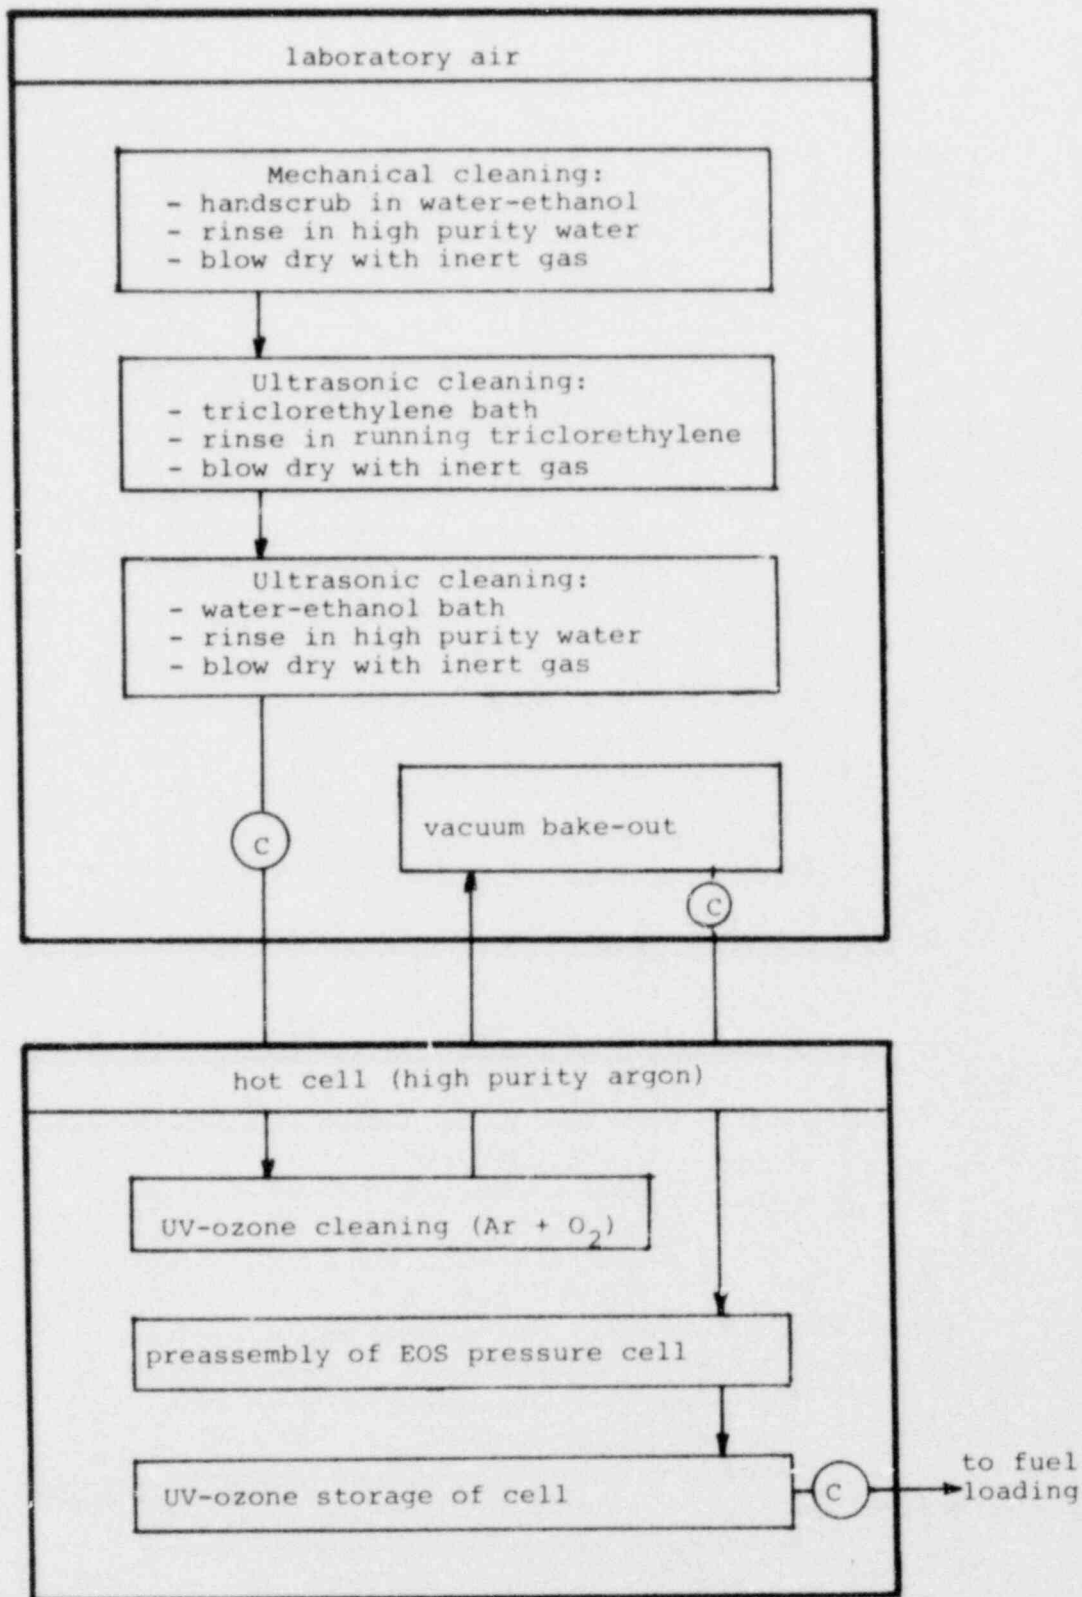 laboratory air
Mechanical cleaning:
- handscrub in water-ethanol
- rinse in high purity water
- blow dry with inert gas
Ultrasonic cleaning:
- triclorethylene bath
- rinse in running triclorethylene
- blow dry with inert gas
Ultrasonic cleaning:
- water-ethanol bath
- rinse in high purity water
- blow dry with inert gas
vacuum bake-out
C
C
hot cell (high purity argon)
UV-ozone cleaning (Ar + O2)
preassembly of EOS pressure cell
UV-ozone storage of cell
C
to fuel
loading